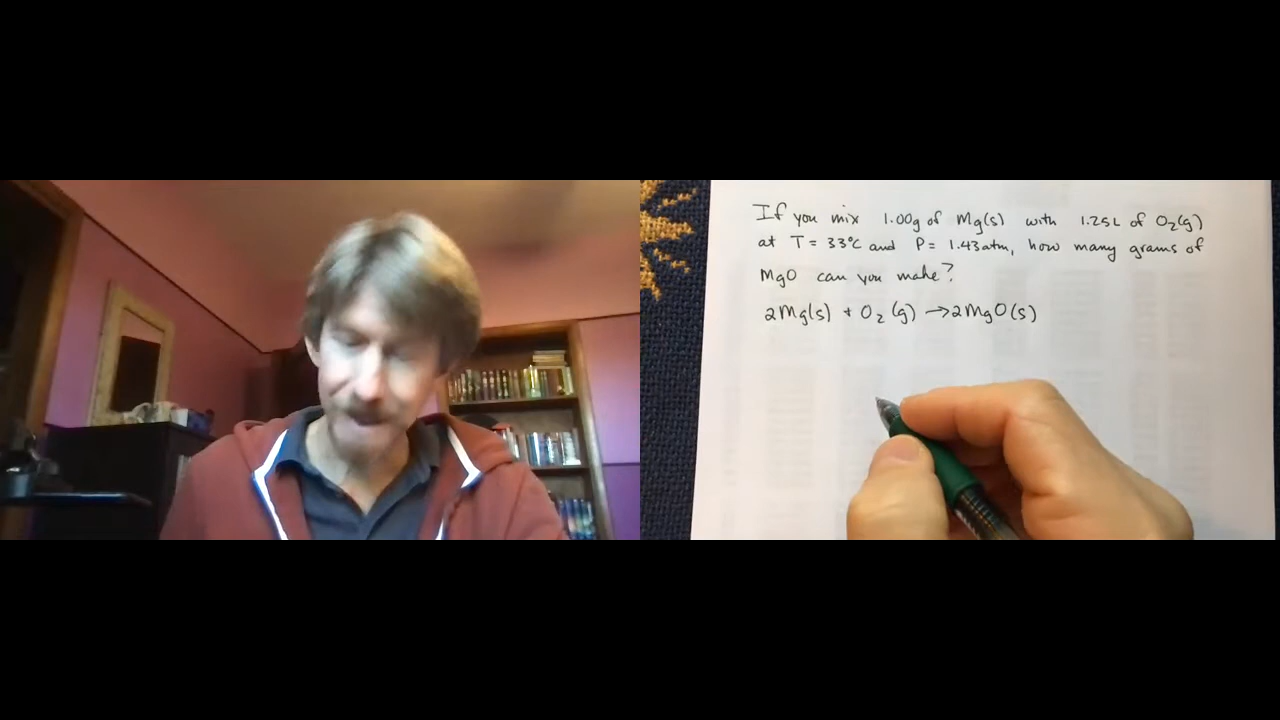 If you mix 1.00g of Mg(s) with 1.25L of O₂(g)
at T = 33°C and P = 1.43atm, how many grams of
MgO can you make?
2Mg(s) + O₂(g) → 2MgO(s)